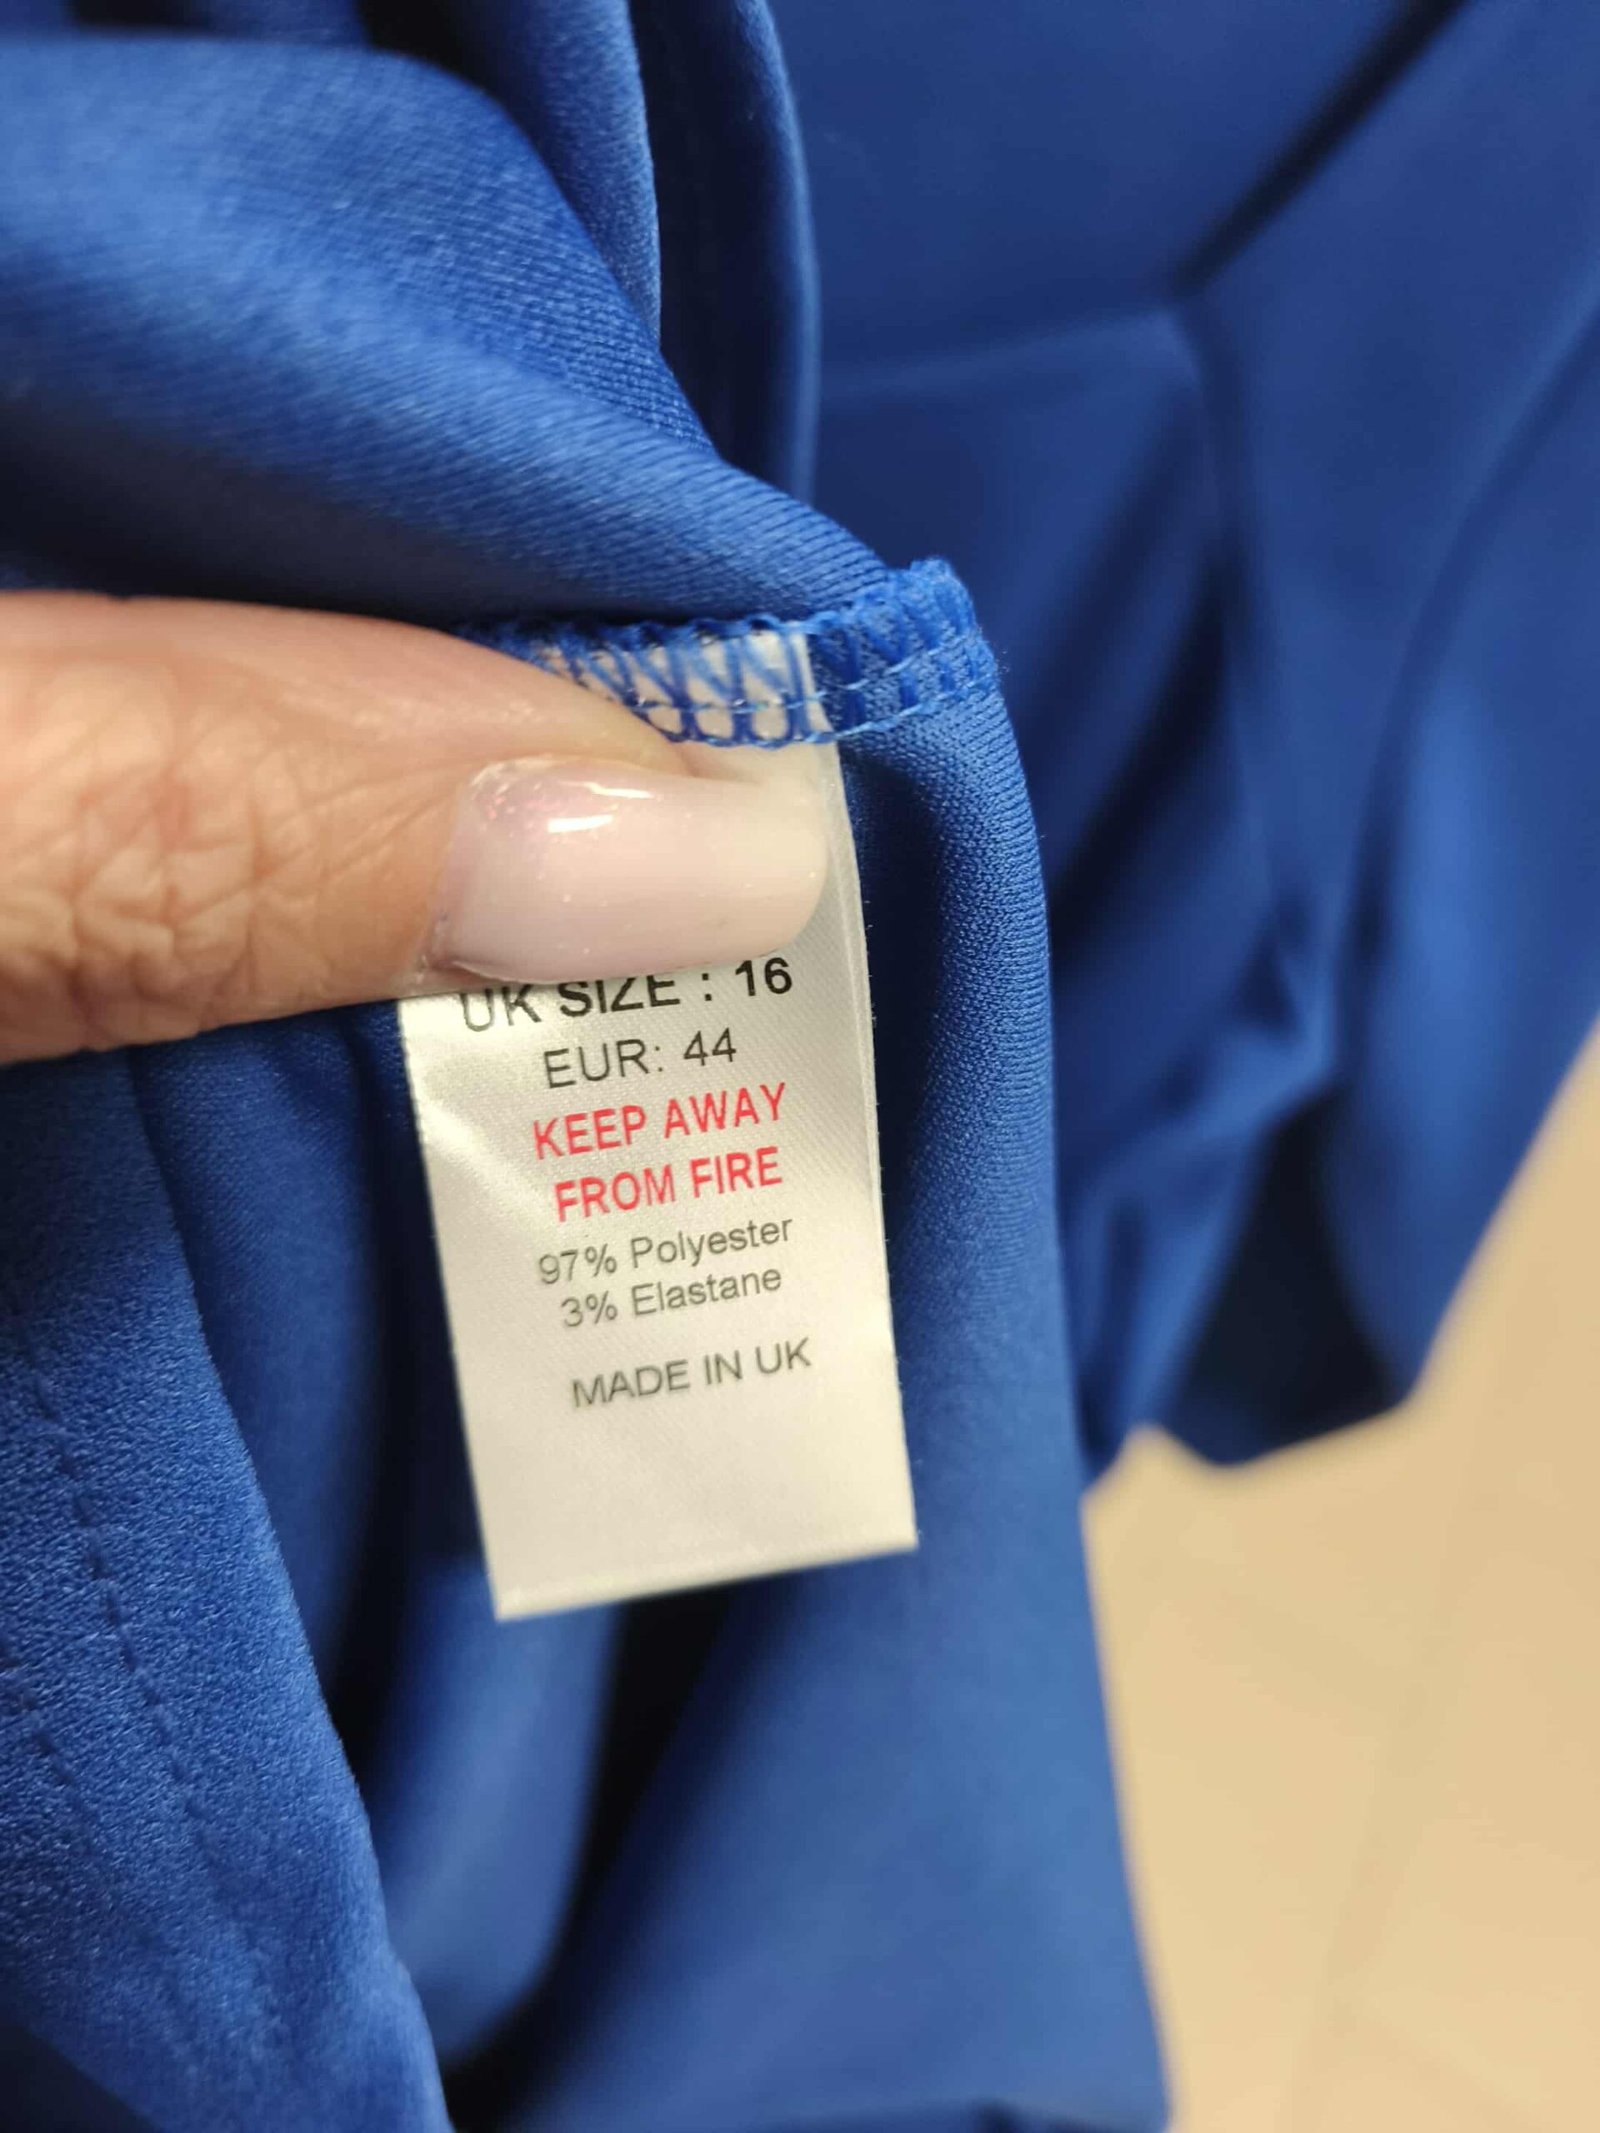 UK SIZE : 16
EUR: 44
KEEP AWAY
FROM FIRE
97% Polyester
3% Elastane
MADE IN UK